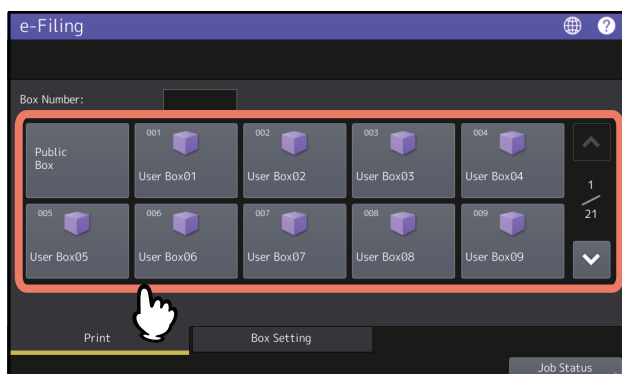 e-Filing
?
Box Number:
Public
Box
001
User Box01
002
User Box02
003
User Box03
004
User Box04
1
21
005
User Box05
006
User Box06
007
User Box07
008
User Box08
009
User Box09
Print
Box Setting
Job Status